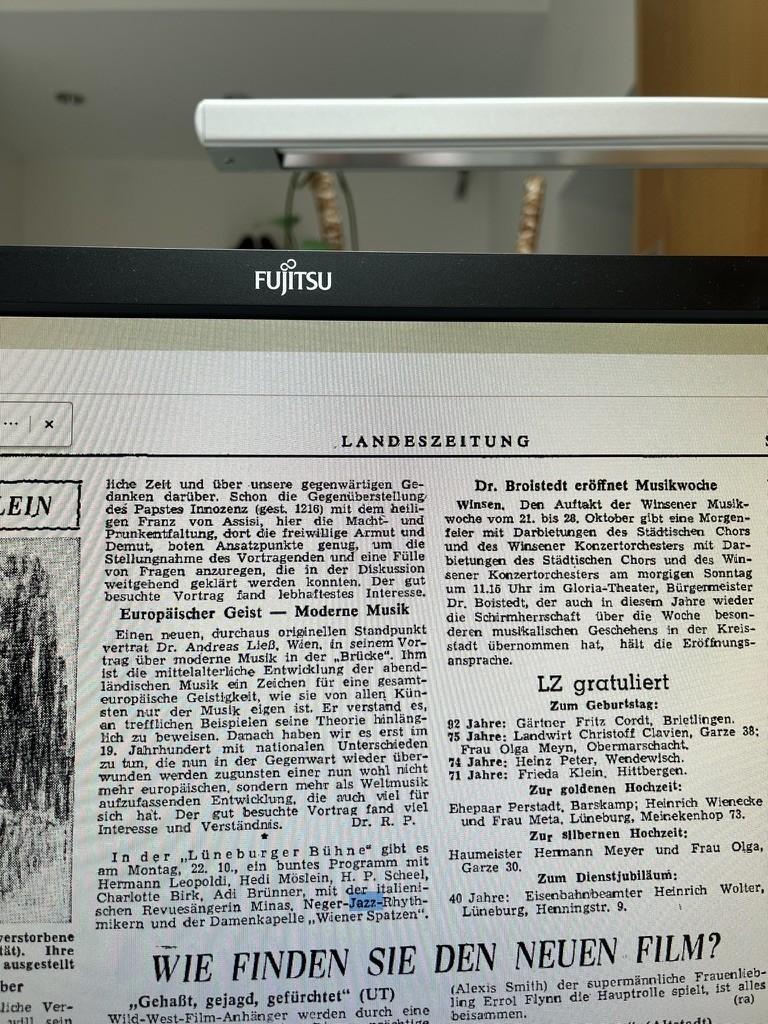 FUJITSU
... | ×
LANDESZEITUNG
LEIN
liche Zeit und über unsere gegenwärtigen Ge-
danken darüber. Schon die Gegenüberstellung
des Papstes Innozenz (gest. 1216) mit dem heili-
gen Franz von Assisi, hier die Macht- und
Prunkentfaltung, dort die freiwillige Armut und
Demut, boten Ansatzpunkte genug, um die
Stellungnahme des Vortragenden und eine Fülle
von Fragen anzuregen, die in der Diskussion
weitgehend geklärt werden konnten. Der gut
besuchte Vortrag fand lebhaftestes Interesse.
Europäischer Geist — Moderne Musik
Einen neuen, durchaus originellen Standpunkt
vertrat Dr. Andreas Ließ, Wien, in seinem Vor-
trag über moderne Musik in der „Brücke". Ihm
ist die mittelalterliche Entwicklung der abend-
ländischen Musik ein Zeichen für eine gesamt-
europäische Geistigkeit, wie sie von allen Kün-
sten nur der Musik eigen ist. Er verstand es,
an trefflichen Beispielen seine Theorie hinläng-
lich zu beweisen. Danach haben wir es erst im
19. Jahrhundert mit nationalen Unterschieden
zu tun, die nun in der Gegenwart wieder über-
wunden werden zugunsten einer nun wohl nicht
mehr europäischen, sondern mehr als Weltmusik
aufzufassenden Entwicklung, die auch viel für
sich hat. Der gut besuchte Vortrag fand viel
Interesse und Verständnis. Dr. R. P.
★
In der „Lüneburger Bühne" gibt es
am Montag, 22. 10., ein buntes Programm mit
Hermann Leopoldi, Hedi Möslein, H. P. Scheel,
Charlotte Birk, Adi Brünner, mit der italieni-
schen Revuesängerin Minas, Neger-Jazz-Rhyth-
mikern und der Damenkapelle „Wiener Spatzen".
Dr. Brolstedt eröffnet Musikwoche
Winsen. Den Auftakt der Winsener Musik-
woche vom 21. bis 28. Oktober gibt eine Morgen-
feier mit Darbietungen des Städtischen Chors
und des Winsener Konzertorchesters mit Dar-
bietungen des Städtischen Chors und des Win-
sener Konzertorchesters am morgigen Sonntag
um 11.15 Uhr im Gloria-Theater, Bürgermeister
Dr. Boistedt, der auch in diesem Jahre wieder
die Schirmherrschaft über die Woche beson-
deren musikalischen Geschehens in der Kreis-
stadt übernommen hat, hält die Eröffnungs-
ansprache.
LZ gratuliert
Zum Geburtstag:
92 Jahre: Gärtner Fritz Cordt, Brietlingen.
75 Jahre: Landwirt Christoff Clavien, Garze 38;
Frau Olga Meyn, Obermarschacht.
74 Jahre: Heinz Peter, Wendewisch.
71 Jahre: Frieda Klein, Hittbergen.
Zur goldenen Hochzeit:
Ehepaar Perstadt, Barskamp; Heinrich Wienecke
und Frau Meta, Lüneburg, Meinekenhop 73.
Zur silbernen Hochzeit:
Haumeister Hermann Meyer und Frau Olga,
Garze 30.
Zum Dienstjubiläum:
40 Jahre: Eisenbahnbeamter Heinrich Wolter,
Lüneburg, Henningstr. 9.
verstorbene
tät). Ihre
ausgestellt
ber
liche Ver-
will sein
WIE FINDEN SIE DEN NEUEN FILM?
„Gehaßt, gejagd, gefürchtet" (UT)
Wild-West-Film-Anhänger werden durch eine
(Alexis Smith) der supermännliche Frauenlieb-
ling Errol Flynn die Hauptrolle spielt, ist alles
beisammen. (ra)